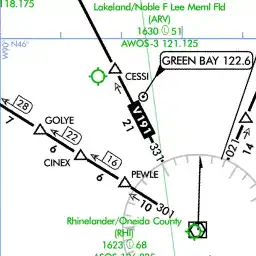 118.175
Lakeland/Noble F Lee Meml Fld
(ARV)
1630 Ⓛ 51
AWOS-3 121.125
W90° N46°
CESSI
GREEN BAY 122.6
28
7
GOLYE
22
6
CINEX
16
6
PEWLE
V191
21
331
021
14
10
301
Rhinelander/Oneida County
(RHI)
1623 Ⓛ 68